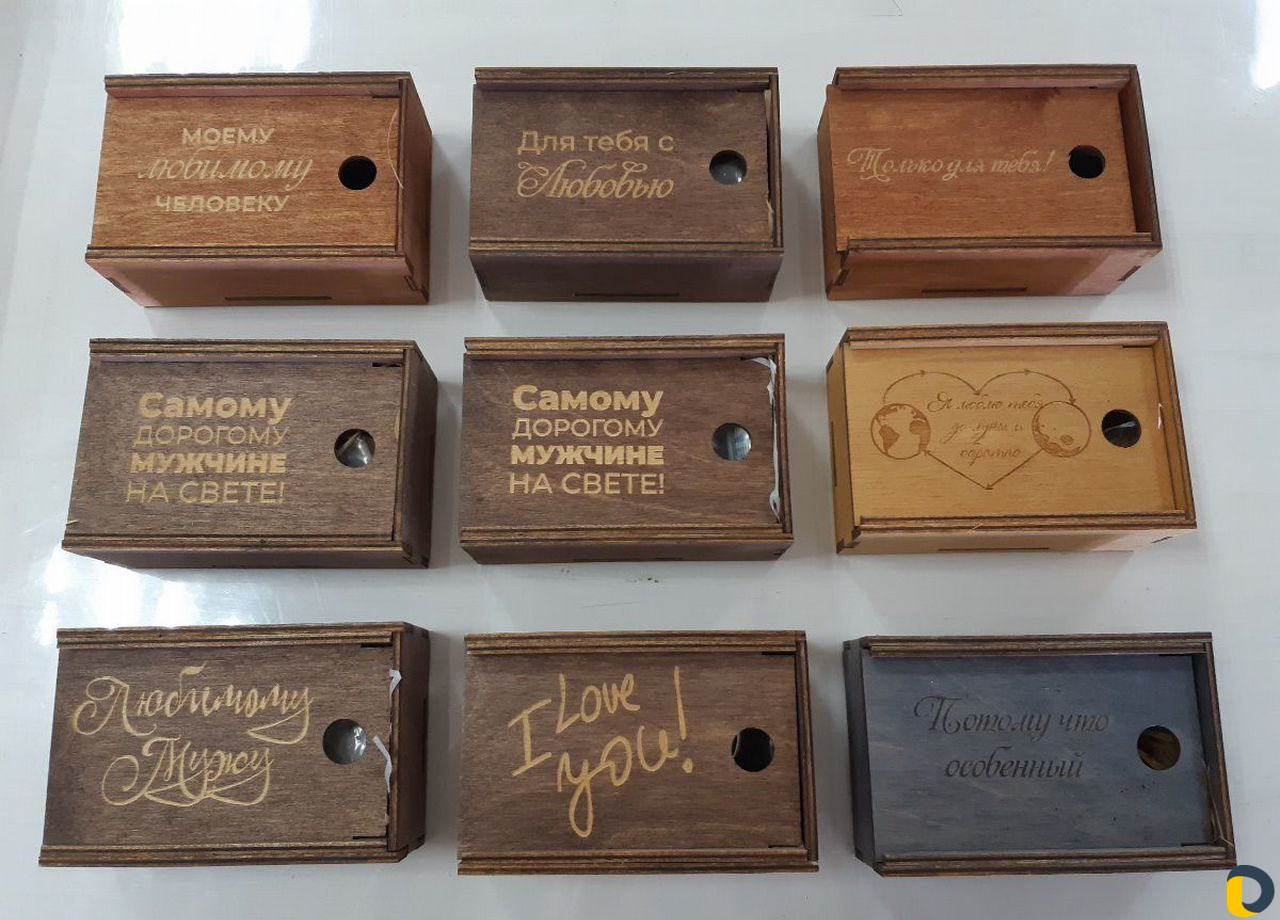 МОЕМУ
любимому
ЧЕЛОВЕКУ
Для тебя с
Любовью
Только для тебя!
Самому
ДОРОГОМУ
МУЖЧИНЕ
НА СВЕТЕ!
Самому
ДОРОГОМУ
МУЖЧИНЕ
НА СВЕТЕ!
Я люблю тебя
до луны и
обратно
Любимому
Мужу
I Love
you!
Потому что
особенный